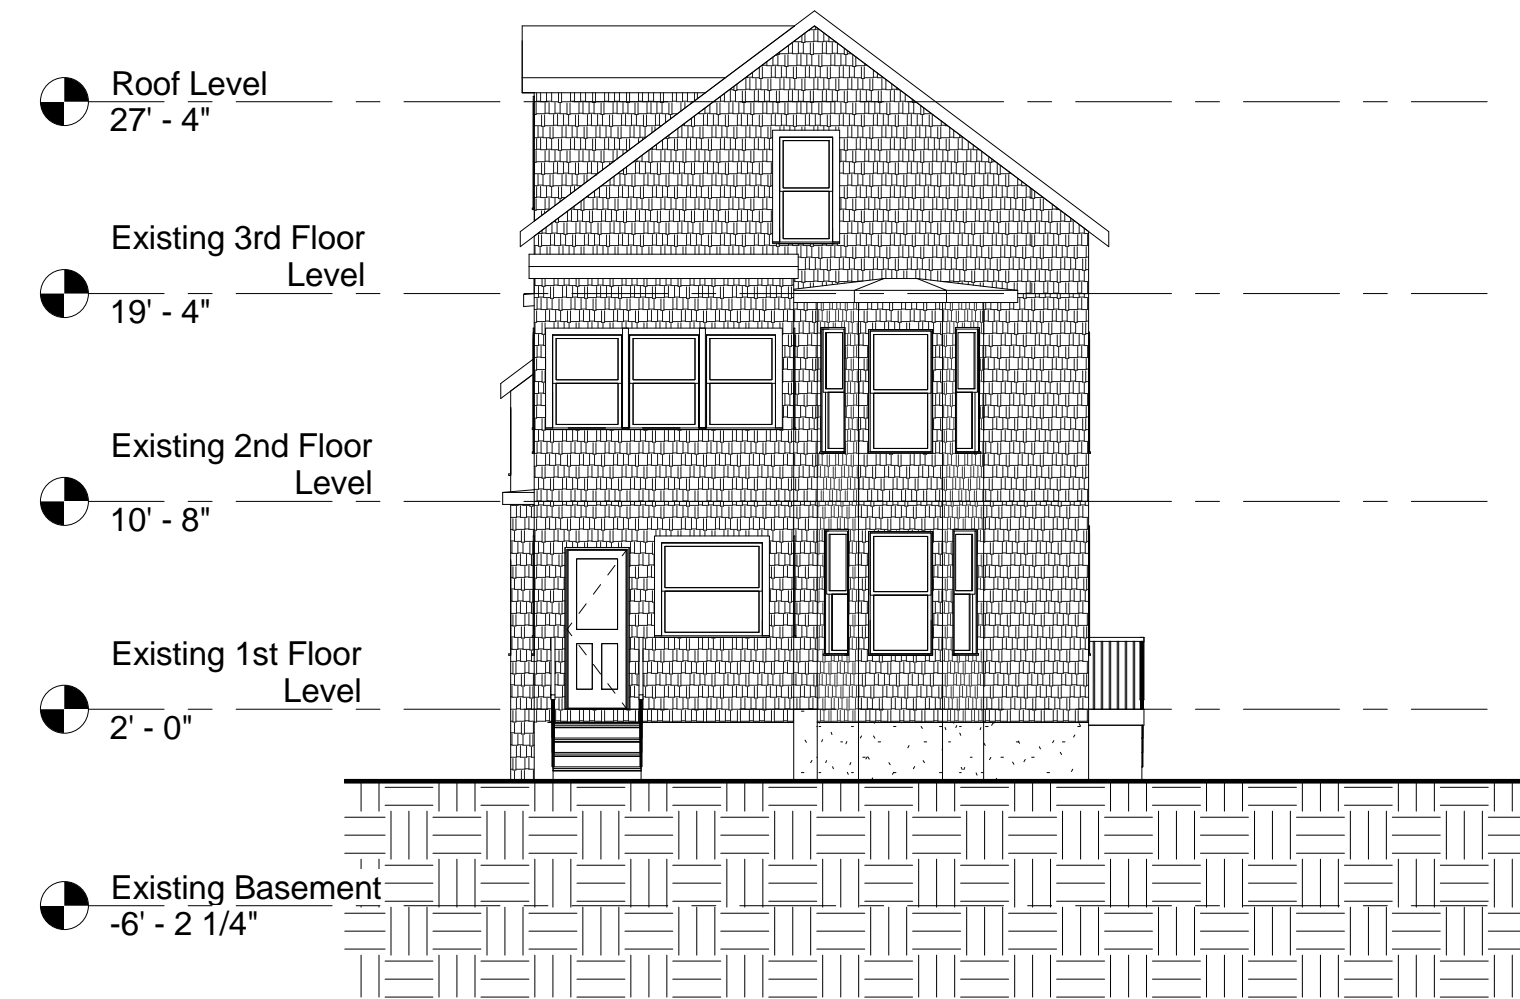 Roof Level
27' - 4"
Existing 3rd Floor
Level
19' - 4"
Existing 2nd Floor
Level
10' - 8"
Existing 1st Floor
Level
2' - 0"
Existing Basement
-6' - 2 1/4"